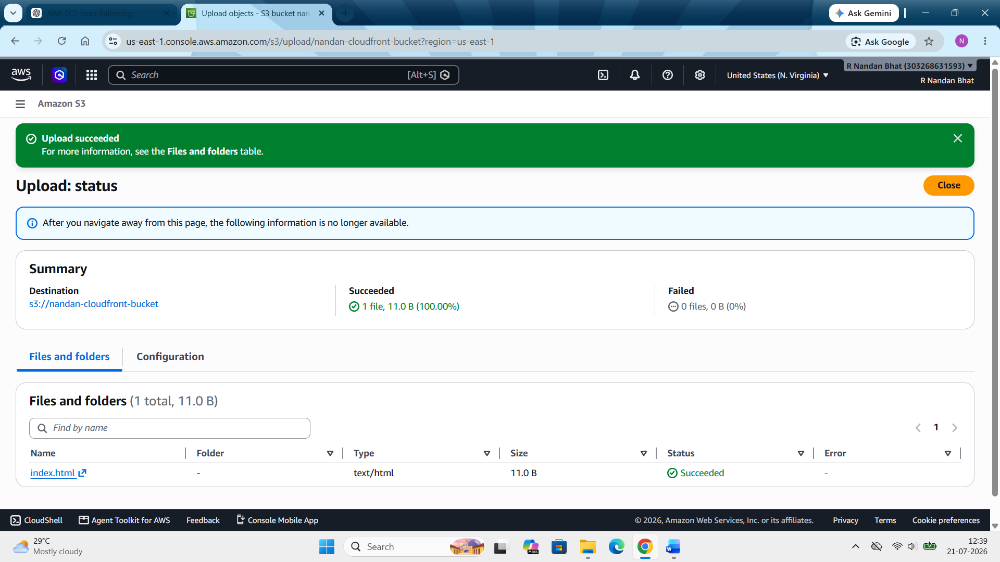 AWS EC2 Load Balancing
Upload objects - S3 bucket nan
Ask Gemini
us-east-1.console.aws.amazon.com/s3/upload/nandan-cloudfront-bucket?region=us-east-1
Ask Google
N
aws
Search
[Alt+S]
United States (N. Virginia)
R Nandan Bhat (303268631593)
R Nandan Bhat
Amazon S3
Upload succeeded
For more information, see the Files and folders table.
Upload: status
Close
After you navigate away from this page, the following information is no longer available.
Summary
Destination
s3://nandan-cloudfront-bucket
Succeeded
1 file, 11.0 B (100.00%)
Failed
0 files, 0 B (0%)
Files and folders
Configuration
Files and folders (1 total, 11.0 B)
Find by name
1
Name Folder Type Size Status Error
index.html - text/html 11.0 B Succeeded -
CloudShell Agent Toolkit for AWS Feedback Console Mobile App © 2026, Amazon Web Services, Inc. or its affiliates. Privacy Terms Cookie preferences
29°C
Mostly cloudy
Search
M365
W
12:39
21-07-2026